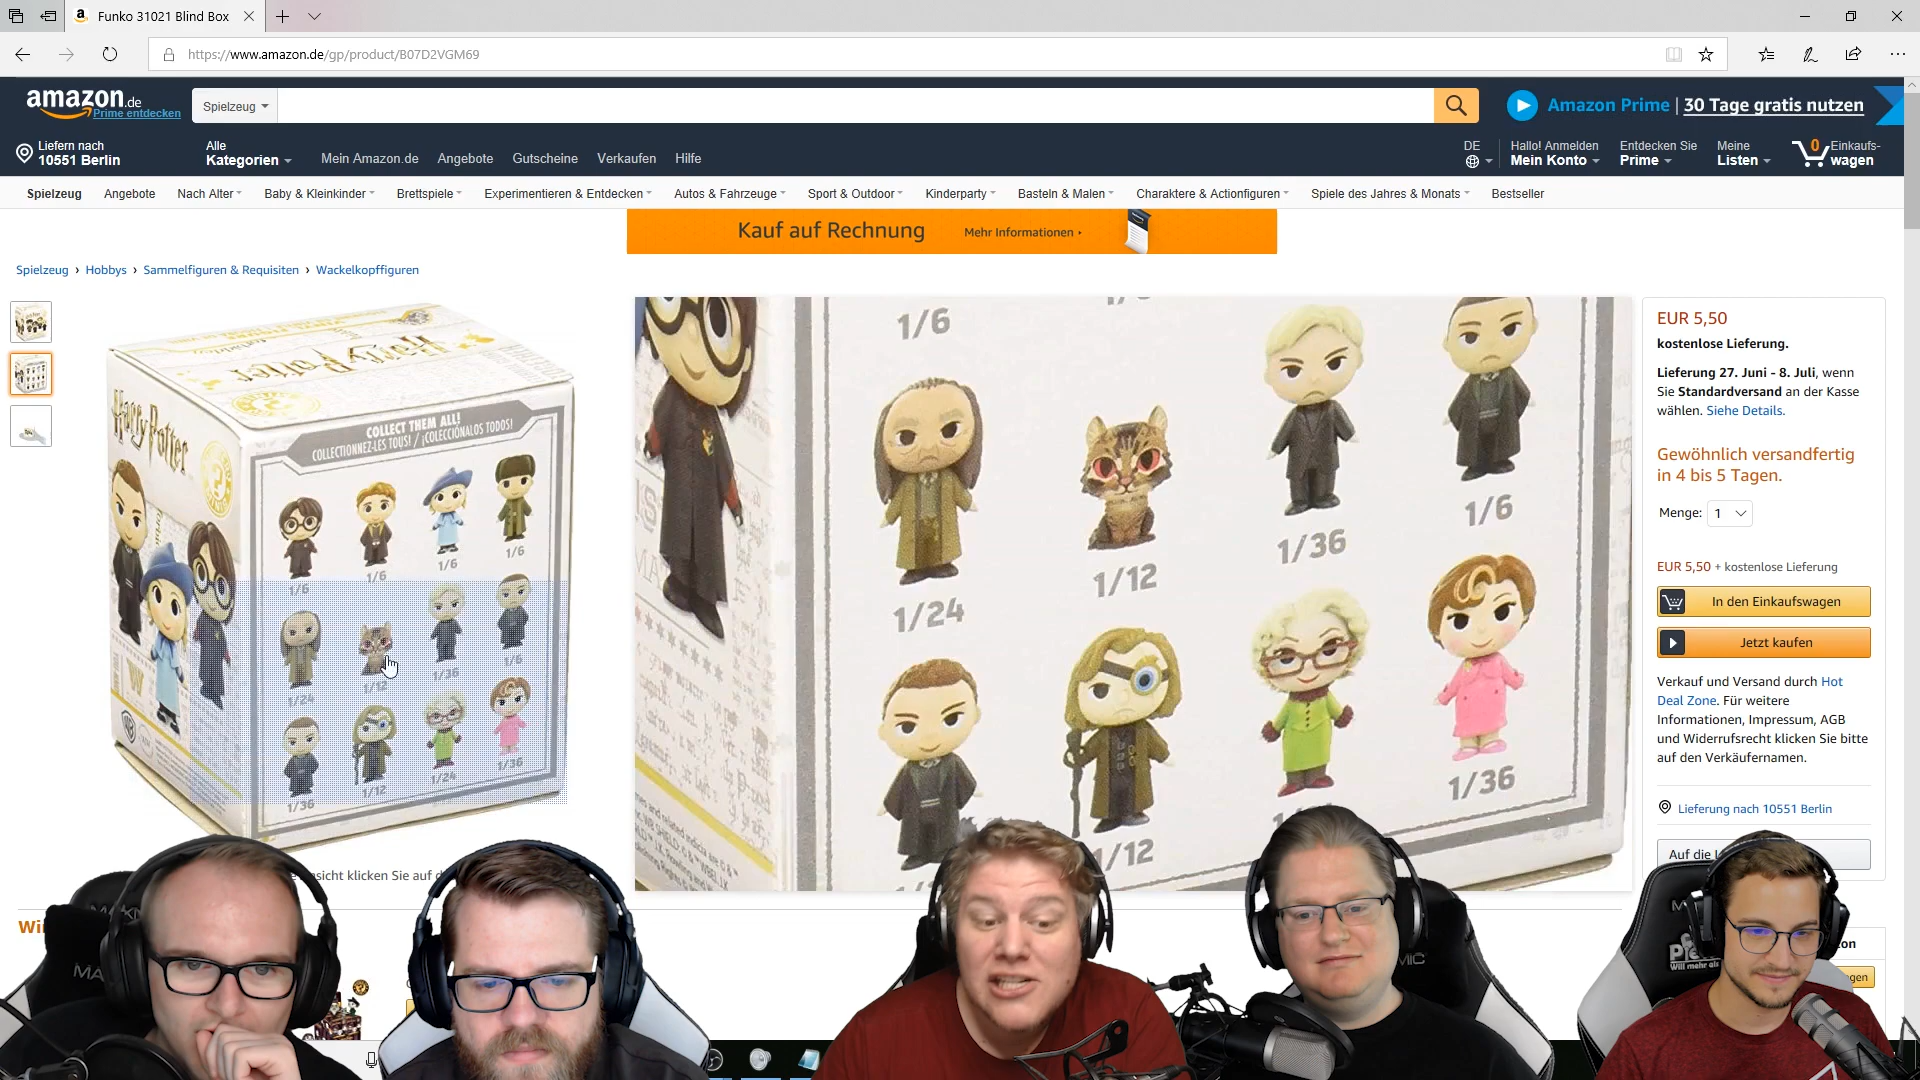 Funko 31021 Blind Box
https://www.amazon.de/gp/product/B07D2VGM69
amazon.de
Prime entdecken
Spielzeug
Amazon Prime | 30 Tage gratis nutzen
Liefern nach
10551 Berlin
Alle
Kategorien
Mein Amazon.de Angebote Gutscheine Verkaufen Hilfe
DE
Hallo! Anmelden
Mein Konto
Entdecken Sie
Prime
Meine
Listen
0
Einkaufs-
wagen
Spielzeug Angebote Nach Alter Baby & Kleinkinder Brettspiele Experimentieren & Entdecken Autos & Fahrzeuge Sport & Outdoor Kinderparty Basteln & Malen Charaktere & Actionfiguren Spiele des Jahres & Monats Bestseller
Kauf auf Rechnung Mehr Informationen
Spielzeug › Hobbys › Sammelfiguren & Requisiten › Wackelkopffiguren
Harry Potter
Harry Potter
COLLECT THEM ALL!
COLLECTIONNEZ-LES TOUS! / ¡COLECCIÓNALOS TODOS!
1/6 1/6 1/6 1/6
1/24 1/12 1/36 1/6
1/36 1/12 1/24 1/36
1/6
1/24 1/12 1/36 1/6
1/12 1/36
EUR 5,50
kostenlose Lieferung.
Lieferung 27. Juni - 8. Juli, wenn
Sie Standardversand an der Kasse
wählen. Siehe Details.
Gewöhnlich versandfertig
in 4 bis 5 Tagen.
Menge: 1
EUR 5,50 + kostenlose Lieferung
In den Einkaufswagen
Jetzt kaufen
Verkauf und Versand durch Hot
Deal Zone. Für weitere
Informationen, Impressum, AGB
und Widerrufsrecht klicken Sie bitte
auf den Verkäufernamen.
Lieferung nach 10551 Berlin
Auf die
klicken Sie auf